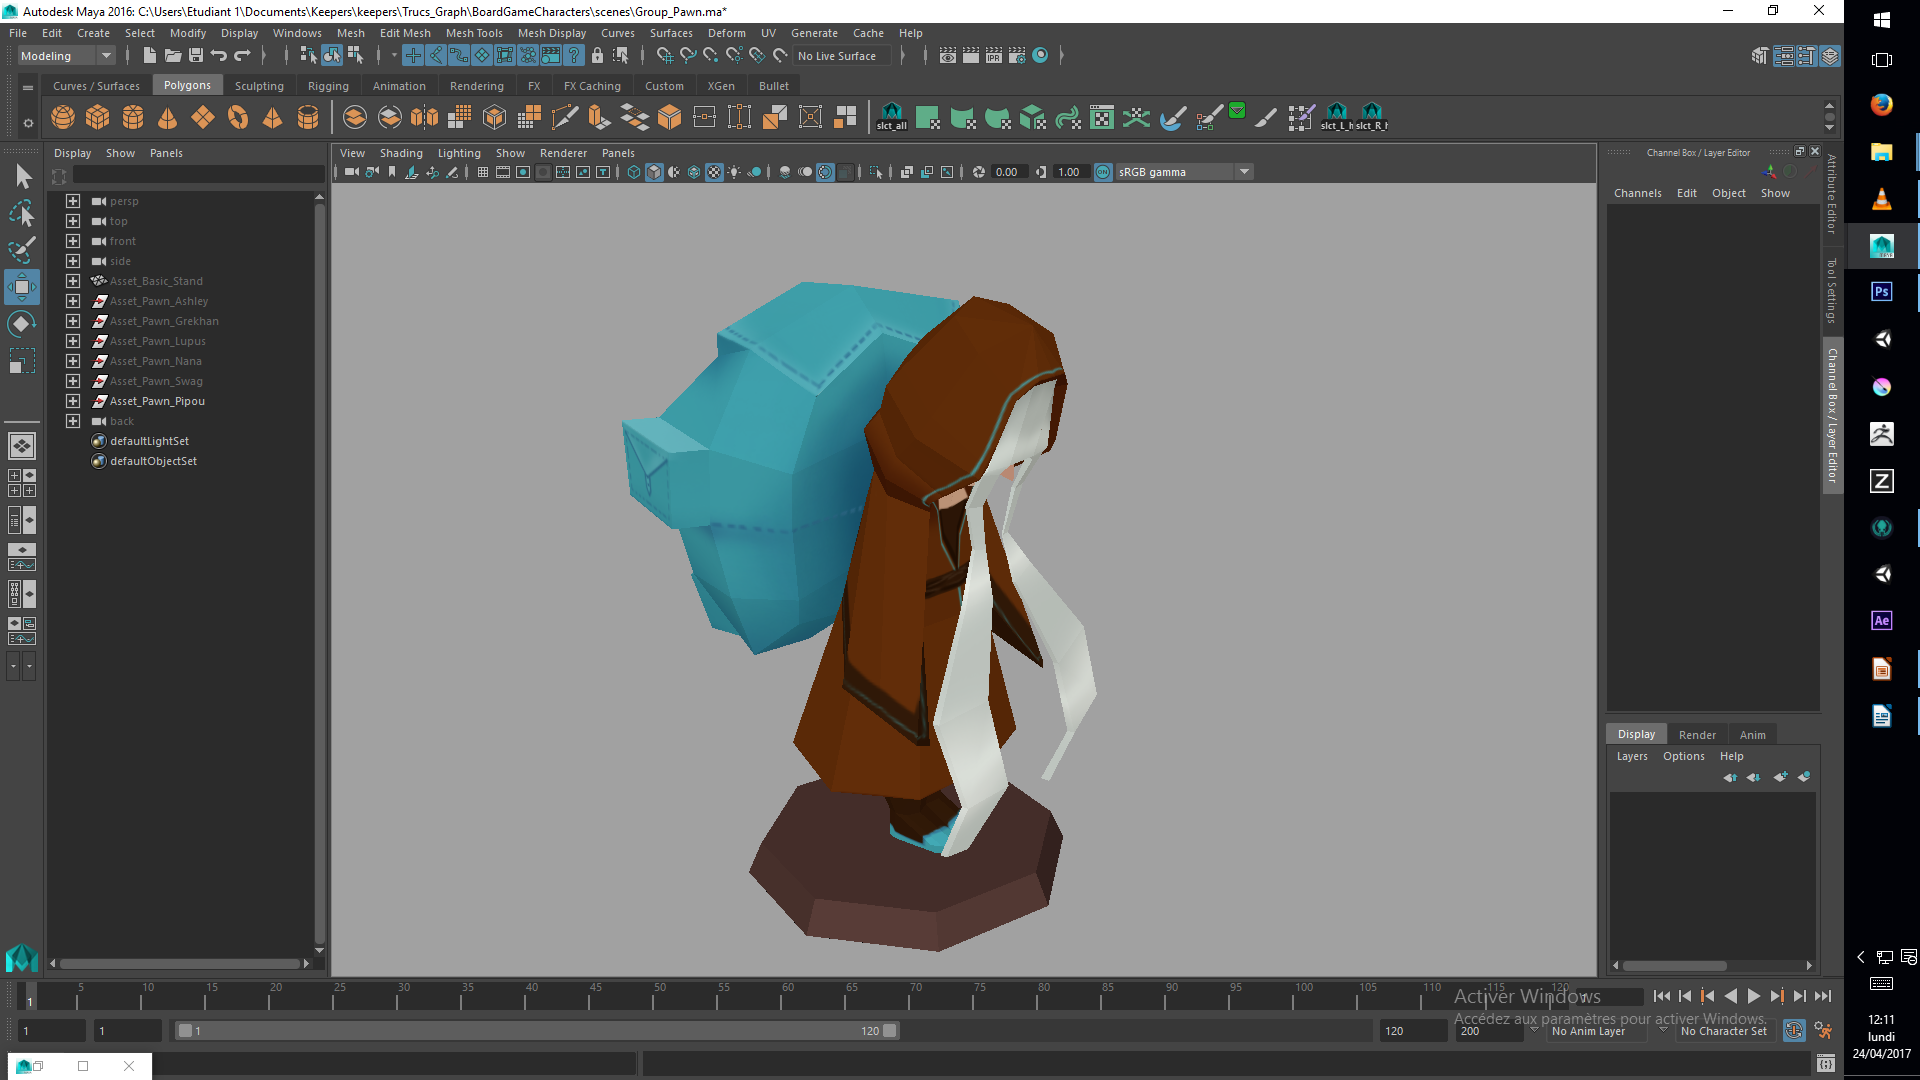 Autodesk Maya 2016: C:\Users\Etudiant 1\Documents\Keepers\keepers\Trucs_Graph\BoardGameCharacters\scenes\Group_Pawn.ma*
File Edit Create Select Modify Display Windows Mesh Edit Mesh Mesh Tools Mesh Display Curves Surfaces Deform UV Generate Cache Help
Modeling No Live Surface
IPR
Curves / Surfaces Polygons Sculpting Rigging Animation Rendering FX FX Caching Custom XGen Bullet
slct_all slct_L_h slct_R_h
Display Show Panels
View Shading Lighting Show Renderer Panels
0.00 1.00 sRGB gamma
persp
top
front
side
Asset_Basic_Stand
Asset_Pawn_Ashley
Asset_Pawn_Grekhan
Asset_Pawn_Lupus
Asset_Pawn_Nana
Asset_Pawn_Swag
Asset_Pawn_Pipou
back
defaultLightSet
defaultObjectSet
Channel Box / Layer Editor
Channels Edit Object Show
Attribute Editor
Tool Settings
Channel Box / Layer Editor
Display Render Anim
Layers Options Help
Ps
Z
Ae
1 5 10 15 20 25 30 35 40 45 50 55 60 65 70 75 80 85 90 95 100 105 110 115 120
Activer Windows
Accédez aux paramètres pour activer Windows.
1 1 1 120 120 200 No Anim Layer No Character Set
12:11
lundi
24/04/2017